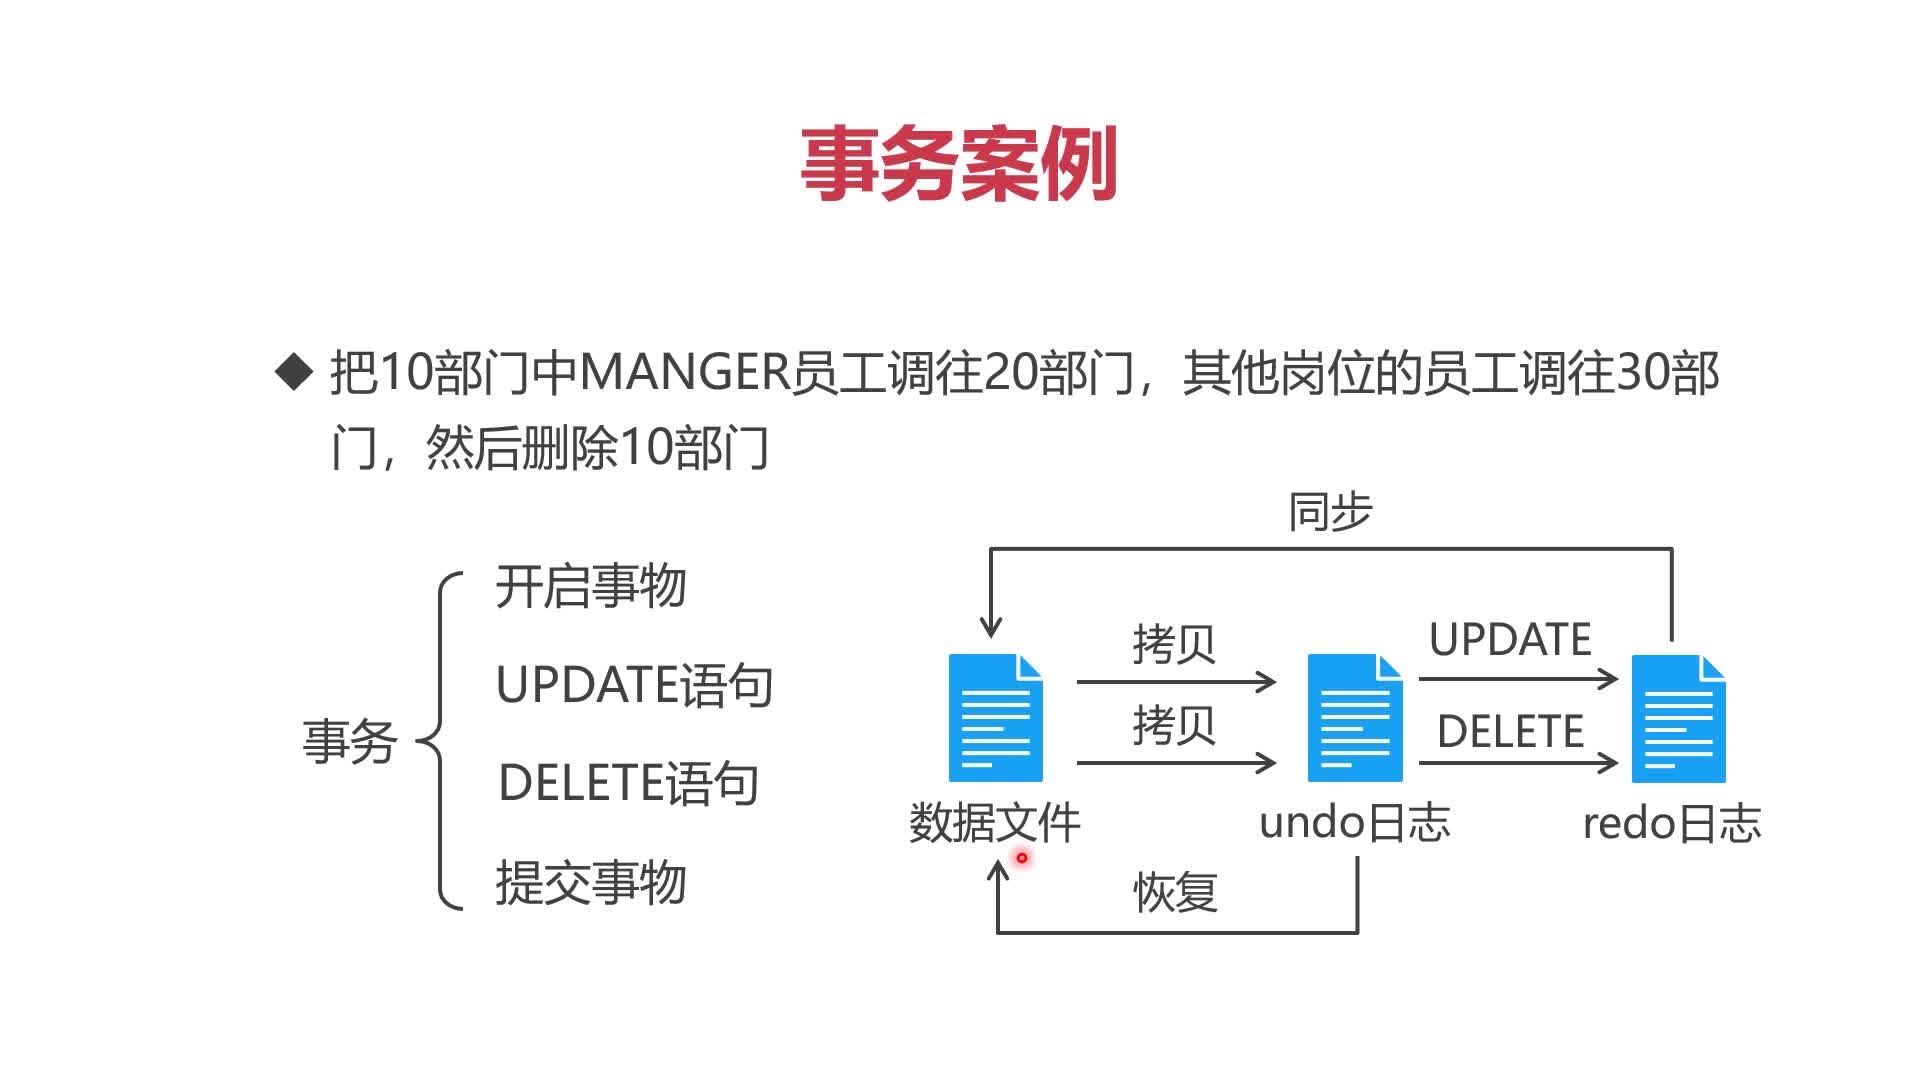 事务案例
◆ 把10部门中MANGER员工调往20部门，其他岗位的员工调往30部
门，然后删除10部门
事务
开启事物
UPDATE语句
DELETE语句
提交事物
同步
拷贝
UPDATE
拷贝
DELETE
数据文件
undo日志
redo日志
恢复